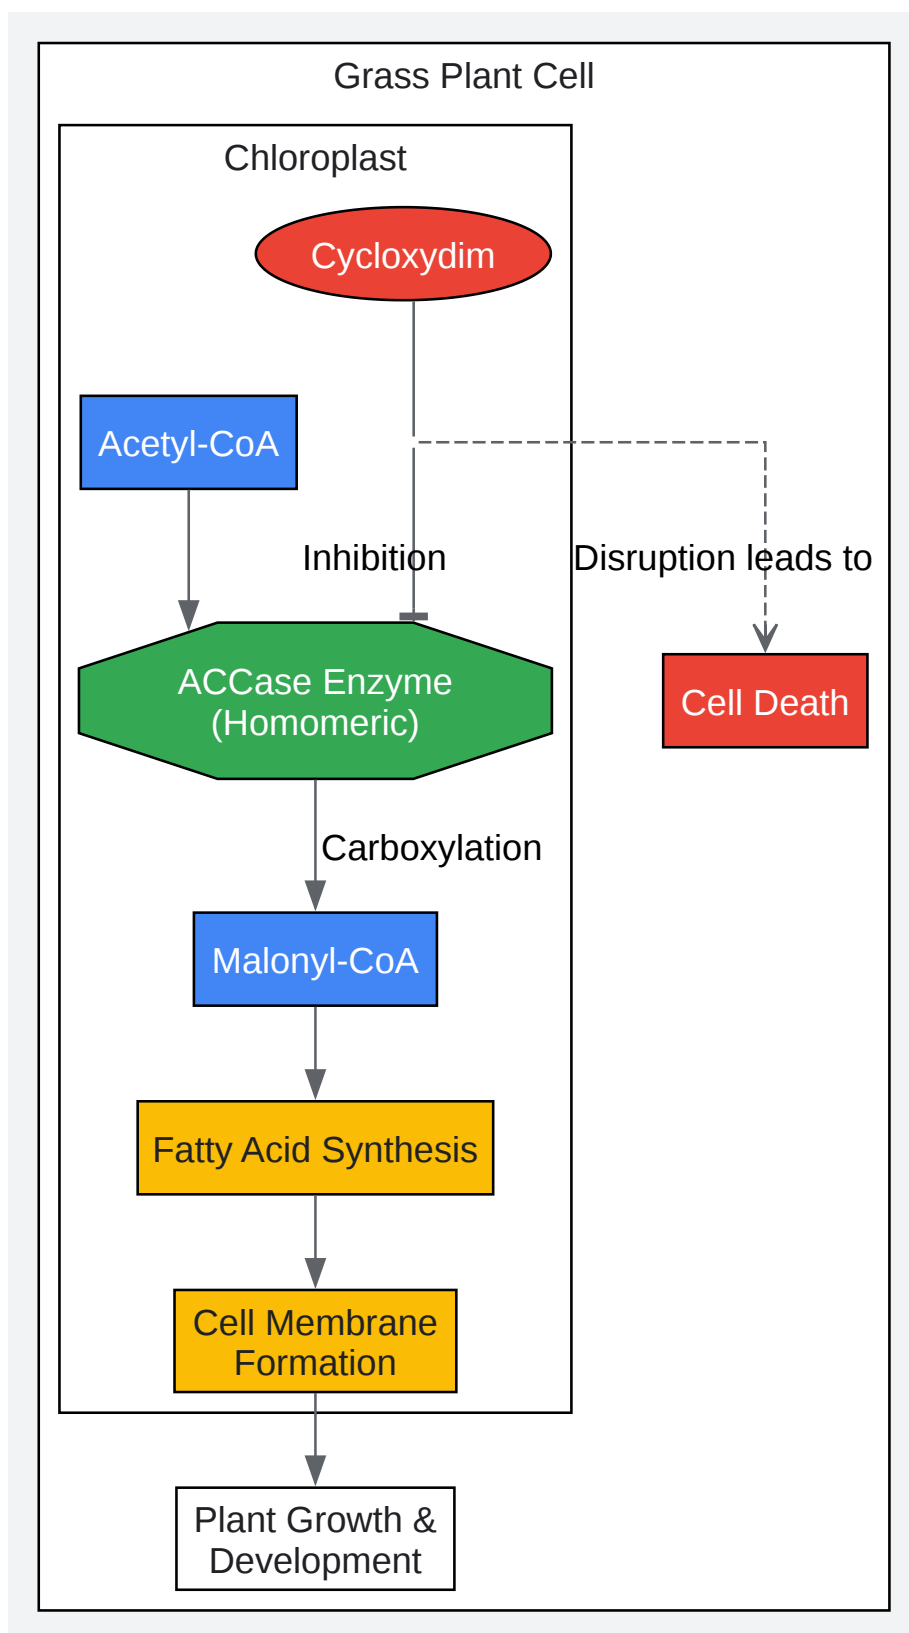 Grass Plant Cell
Chloroplast
Cycloxydim
Acetyl-CoA
Inhibition
Disruption leads to
ACCase Enzyme
(Homomeric)
Cell Death
Carboxylation
Malonyl-CoA
Fatty Acid Synthesis
Cell Membrane
Formation
Plant Growth &
Development